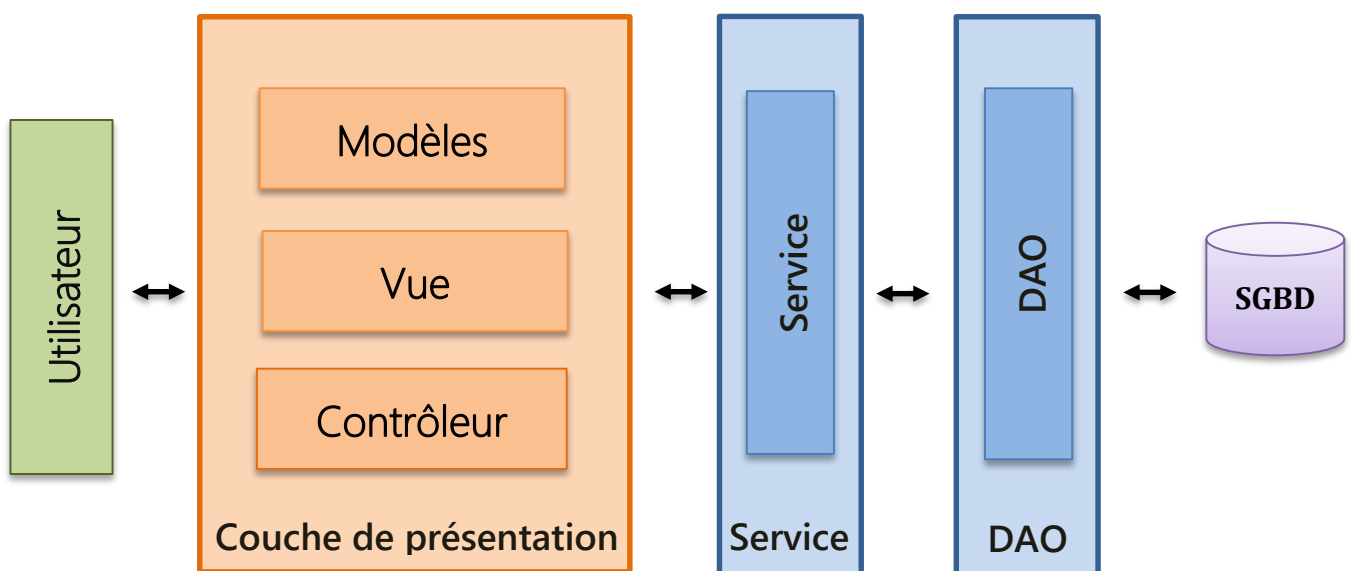 Utilisateur
Modèles
Vue
Contrôleur
Couche de présentation
Service
Service
DAO
DAO
SGBD